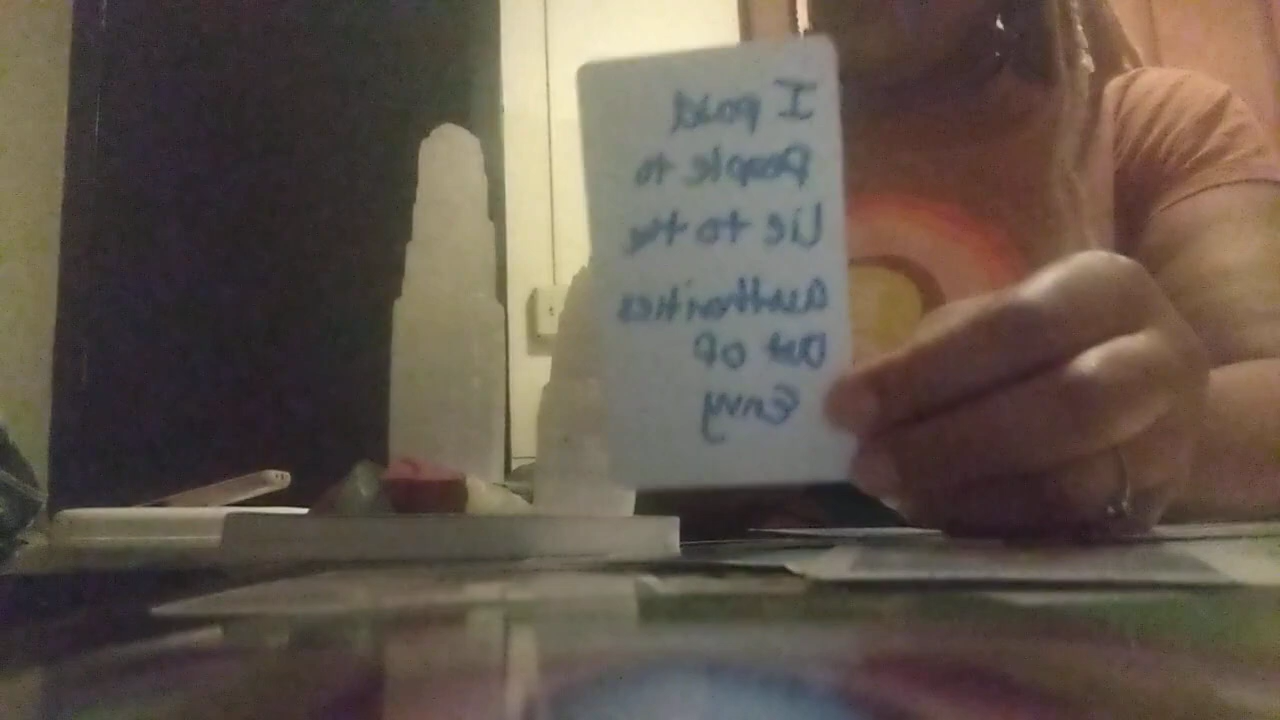 I paid
People to
Lie to the
Authorities
Out of
Envy